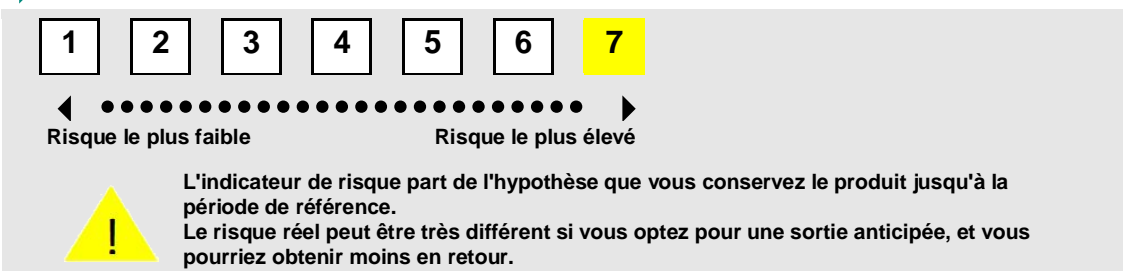 1 2 3 4 5 6 7
Risque le plus faible Risque le plus élevé
L'indicateur de risque part de l'hypothèse que vous conservez le produit jusqu'à la
période de référence.
! Le risque réel peut être très différent si vous optez pour une sortie anticipée, et vous
pourriez obtenir moins en retour.